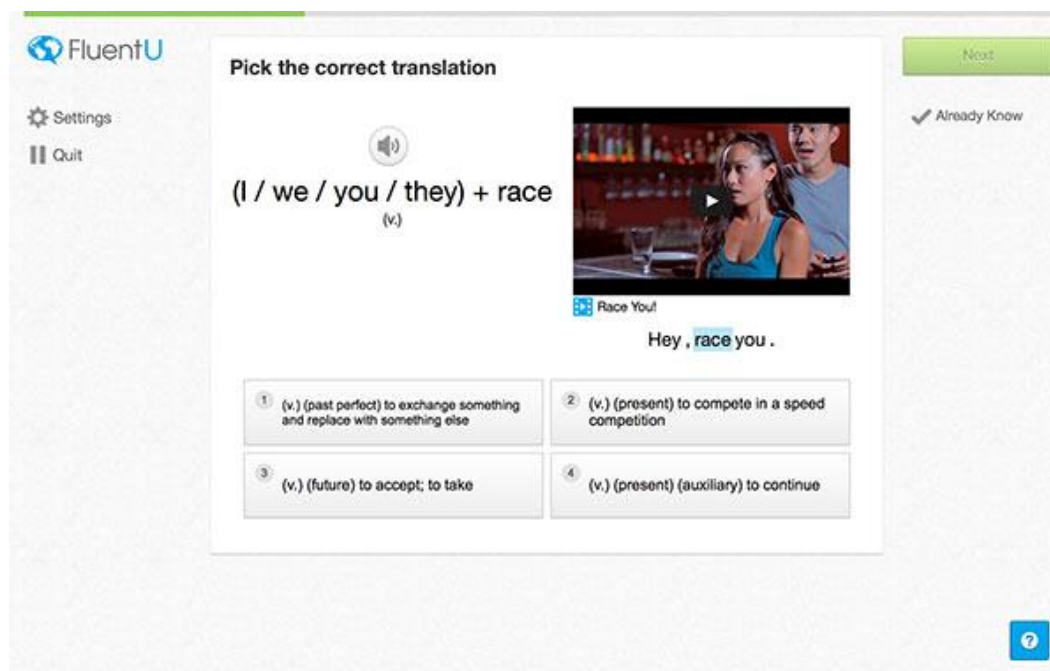 FluentU
Settings
Quit
Pick the correct translation
(I / we / you / they) + race
(v.)
Race You!
Hey , race you .
1 (v.) (past perfect) to exchange something
and replace with something else
2 (v.) (present) to compete in a speed
competition
3 (v.) (future) to accept; to take
4 (v.) (present) (auxiliary) to continue
Next
Already Know
?